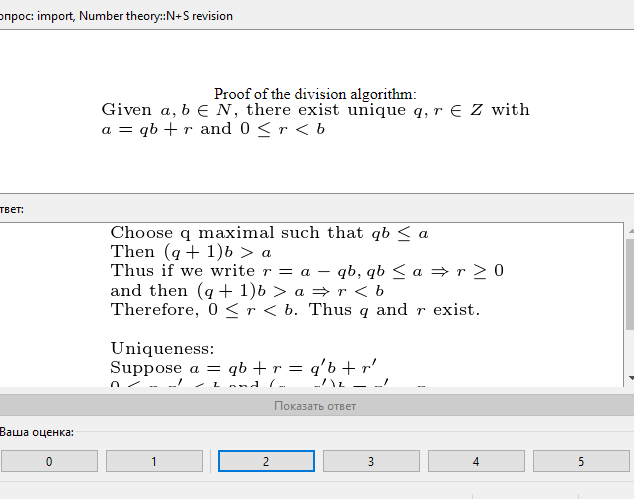 опрос: import, Number theory::N+S revision
Proof of the division algorithm:
Given a, b ∈ N, there exist unique q, r ∈ Z with
a = qb + r and 0 ≤ r < b
твет:
Choose q maximal such that qb ≤ a
Then (q + 1)b > a
Thus if we write r = a − qb, qb ≤ a ⇒ r ≥ 0
and then (q + 1)b > a ⇒ r < b
Therefore, 0 ≤ r < b. Thus q and r exist.
Uniqueness:
Suppose a = qb + r = q′b + r′
Показать ответ
Ваша оценка:
0 1 2 3 4 5